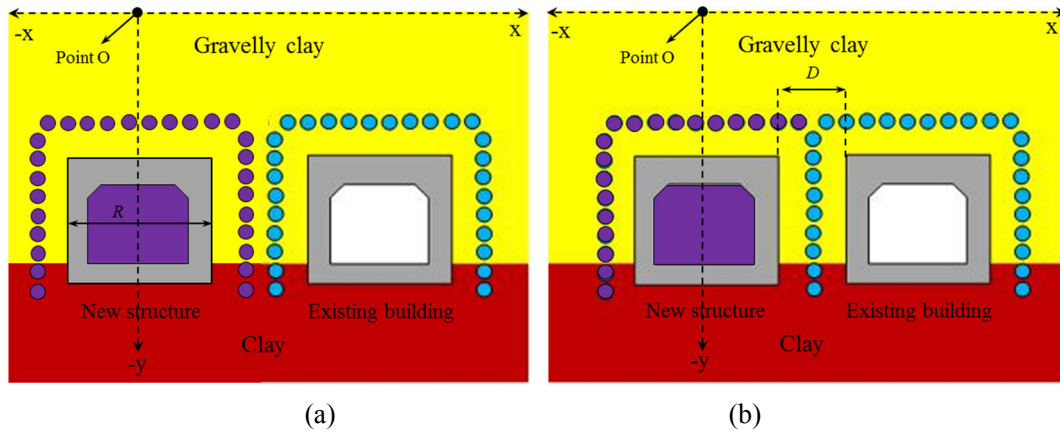 -x
x
Point O
Gravelly clay
R
New structure
Existing building
Clay
-y
(a)
-x
x
Point O
Gravelly clay
D
New structure
Existing building
Clay
-y
(b)